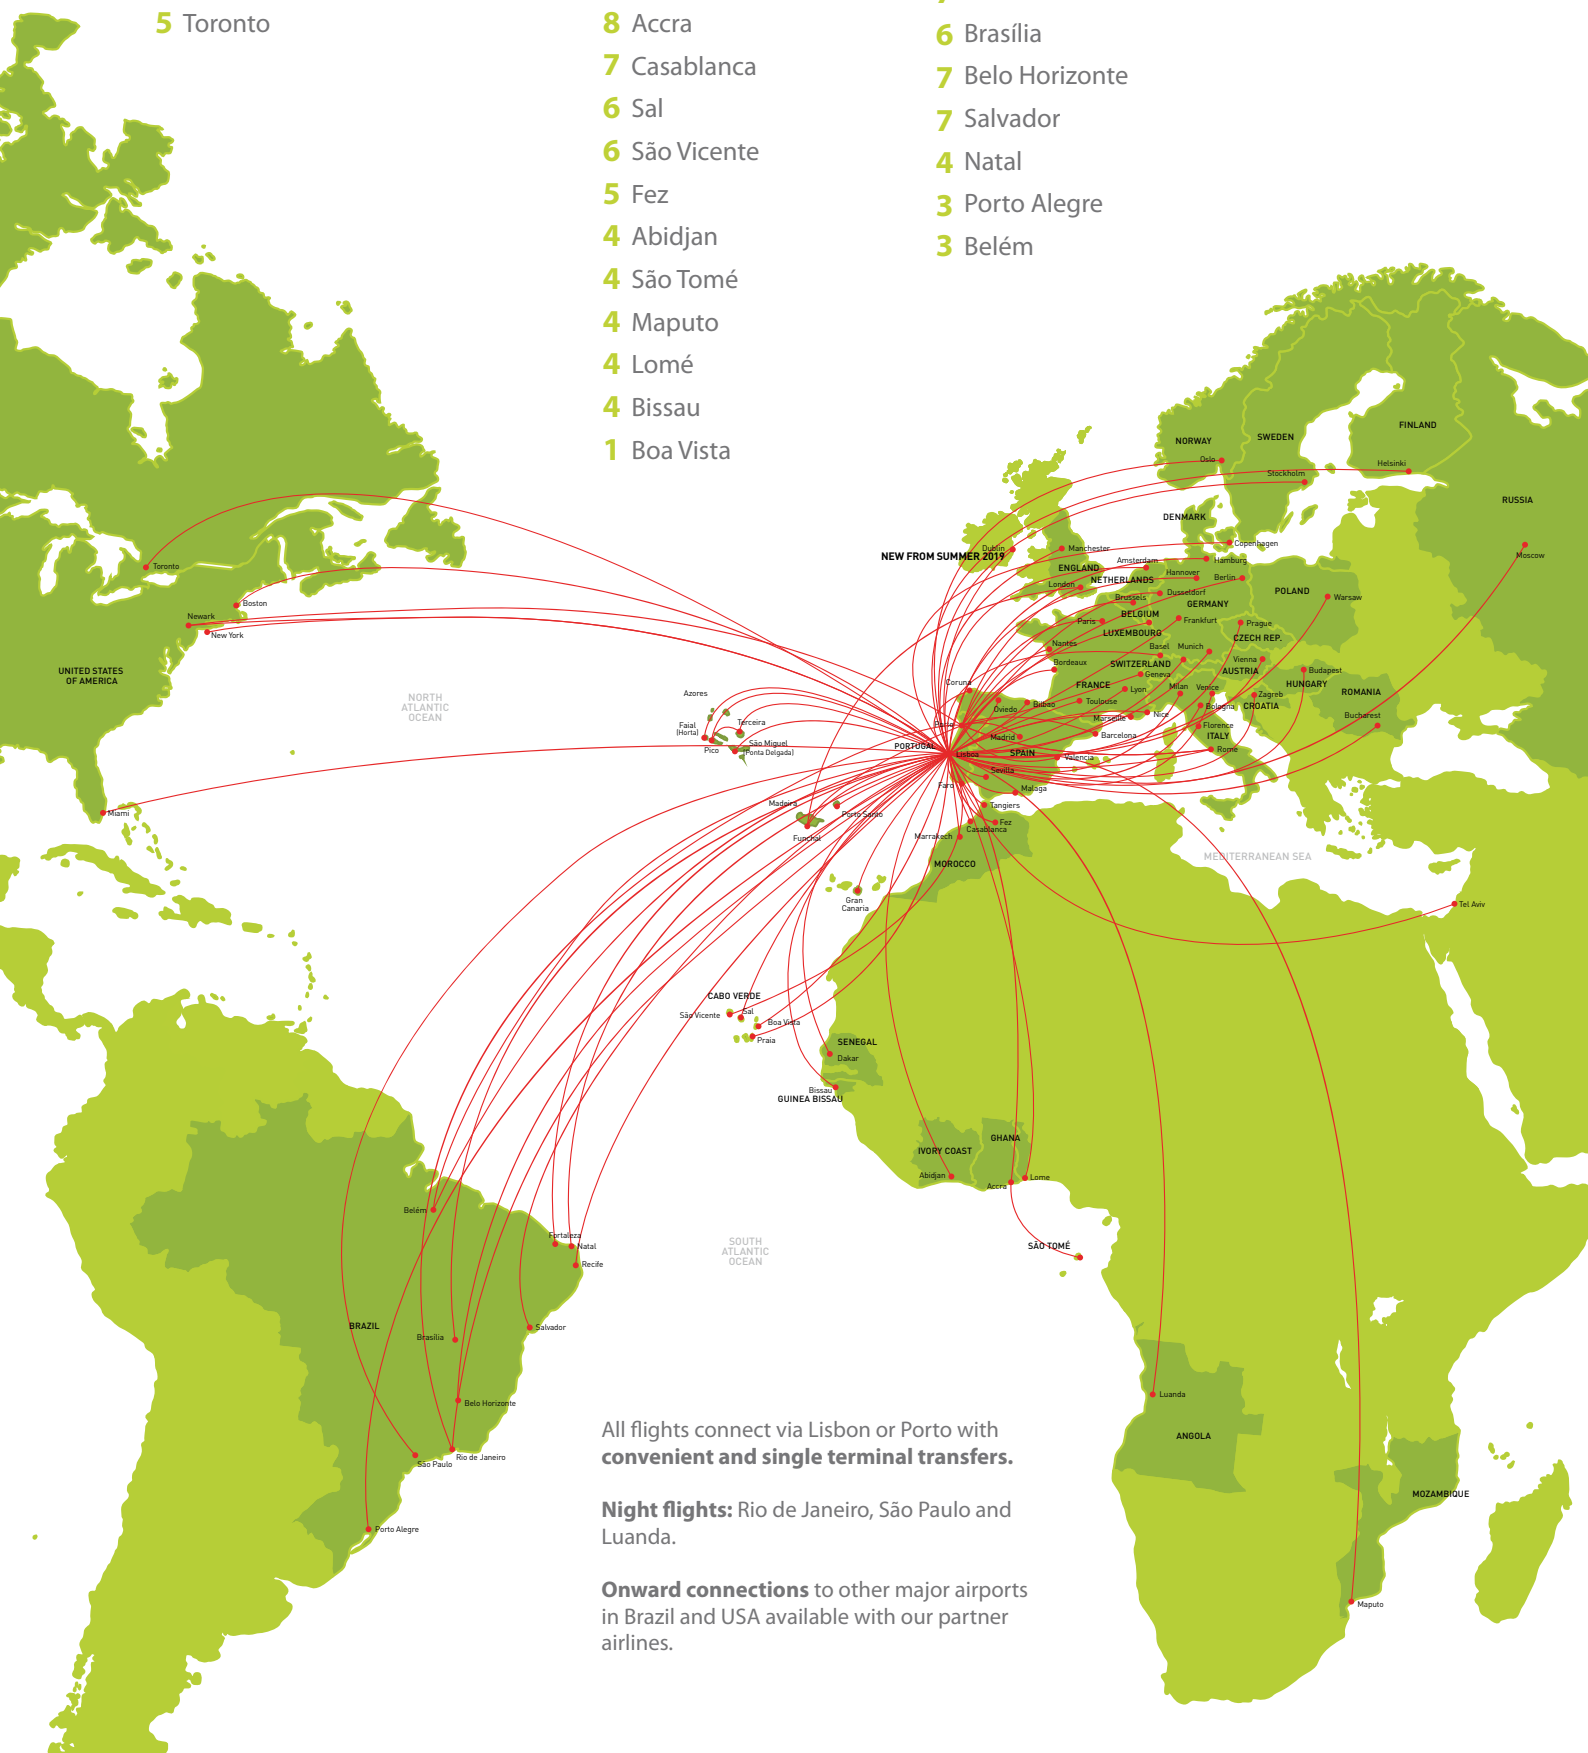 5 Toronto
8 Accra
7 Casablanca
6 Sal
6 São Vicente
5 Fez
4 Abidjan
4 São Tomé
4 Maputo
4 Lomé
4 Bissau
1 Boa Vista
6 Brasília
7 Belo Horizonte
7 Salvador
4 Natal
3 Porto Alegre
3 Belém
NORWAY
SWEDEN
FINLAND
Oslo
Stockholm
Helsinki
RUSSIA
DENMARK
Copenhagen
Moscow
NEW FROM SUMMER 2019
Dublin
Manchester
Amsterdam
Hamburg
ENGLAND
NETHERLANDS
Hannover
Berlin
London
Brussels
Dusseldorf
GERMANY
POLAND
Warsaw
BELGIUM
Paris
LUXEMBOURG
Frankfurt
Prague
CZECH REP.
Nantes
Basel
Munich
Vienna
Bordeaux
SWITZERLAND
Geneva
AUSTRIA
Budapest
Coruna
FRANCE
Lyon
Milan
Venice
Zagreb
HUNGARY
ROMANIA
Oviedo
Bilbao
Toulouse
Bologna
CROATIA
Bucharest
Marseille
Nice
Florence
Madrid
Barcelona
ITALY
PORTUGAL
Lisboa
SPAIN
Valencia
Rome
Sevilla
Faro
Malaga
Tangiers
Fez
Casablanca
Marrakech
MOROCCO
MEDITERRANEAN SEA
Tel Aviv
Toronto
Boston
Newark
New York
UNITED STATES
OF AMERICA
NORTH
ATLANTIC
OCEAN
Miami
Azores
Terceira
Faial
(Horta)
Pico
São Miguel
(Ponta Delgada)
Madeira
Porto Santo
Funchal
Gran
Canaria
CABO VERDE
São Vicente
Sal
Boa Vista
Praia
SENEGAL
Dakar
Bissau
GUINEA BISSAU
IVORY COAST
GHANA
Abidjan
Accra
Lome
SÃO TOMÉ
SOUTH
ATLANTIC
OCEAN
Belém
Fortaleza
Natal
Recife
BRAZIL
Brasília
Salvador
Belo Horizonte
São Paulo
Rio de Janeiro
Porto Alegre
Luanda
ANGOLA
MOZAMBIQUE
Maputo
All flights connect via Lisbon or Porto with
convenient and single terminal transfers.
Night flights: Rio de Janeiro, São Paulo and
Luanda.
Onward connections to other major airports
in Brazil and USA available with our partner
airlines.